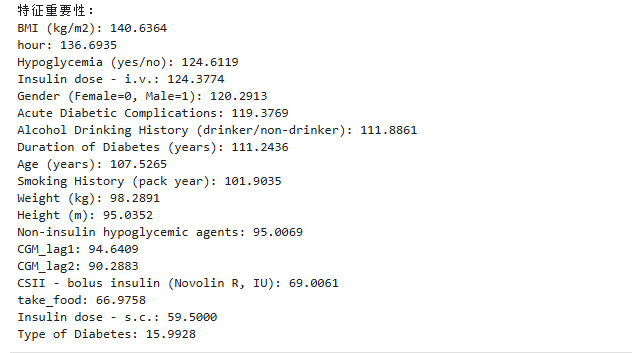 特征重要性:
BMI (kg/m2): 140.6364
hour: 136.6935
Hypoglycemia (yes/no): 124.6119
Insulin dose - i.v.: 124.3774
Gender (Female=0, Male=1): 120.2913
Acute Diabetic Complications: 119.3769
Alcohol Drinking History (drinker/non-drinker): 111.8861
Duration of Diabetes (years): 111.2436
Age (years): 107.5265
Smoking History (pack year): 101.9035
Weight (kg): 98.2891
Height (m): 95.0352
Non-insulin hypoglycemic agents: 95.0069
CGM_lag1: 94.6409
CGM_lag2: 90.2883
CSII - bolus insulin (Novolin R, IU): 69.0061
take_food: 66.9758
Insulin dose - s.c.: 59.5000
Type of Diabetes: 15.9928